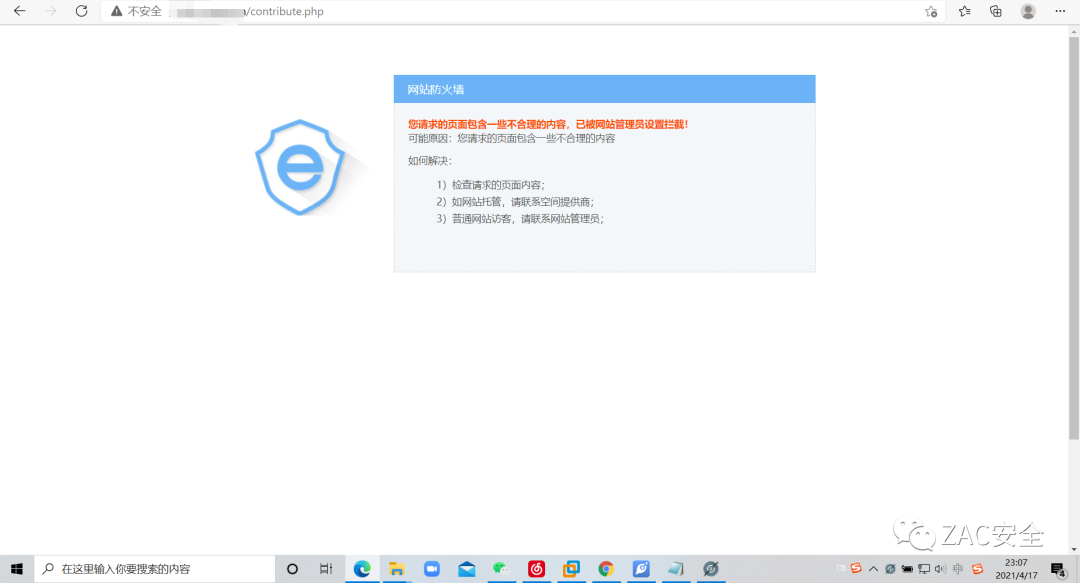 不安全
/contribute.php
网站防火墙
您请求的页面包含一些不合理的内容，已被网站管理员设置拦截！
可能原因：您请求的页面包含一些不合理的内容
如何解决：
1）检查请求的页面内容；
2）如网站托管，请联系空间提供商；
3）普通网站访客，请联系网站管理员；
ZAC安全
在这里输入你要搜索的内容
CH
中
23:07
2021/4/17
4